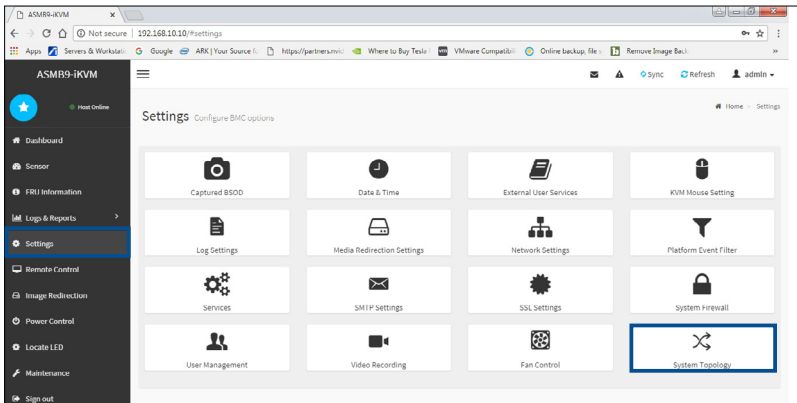 ASMB9-iKVM
Not secure | 192.168.10.10/#settings
Apps Servers & Workstati Google ARK | Your Source f https://partners.nvid Where to Buy Tesla VMware Compatibili Online backup, file s Remove Image Back »
ASMB9-iKVM
Sync Refresh admin
Host Online
Settings Configure BMC options
Home > Settings
Dashboard
Sensor
FRU Information
Logs & Reports >
Settings
Remote Control
Image Redirection
Power Control
Locate LED
Maintenance
Sign out
Captured BSOD
Date & Time
External User Services
KVM Mouse Setting
Log Settings
Media Redirection Settings
Network Settings
Platform Event Filter
Services
SMTP Settings
SSL Settings
System Firewall
User Management
Video Recording
Fan Control
System Topology